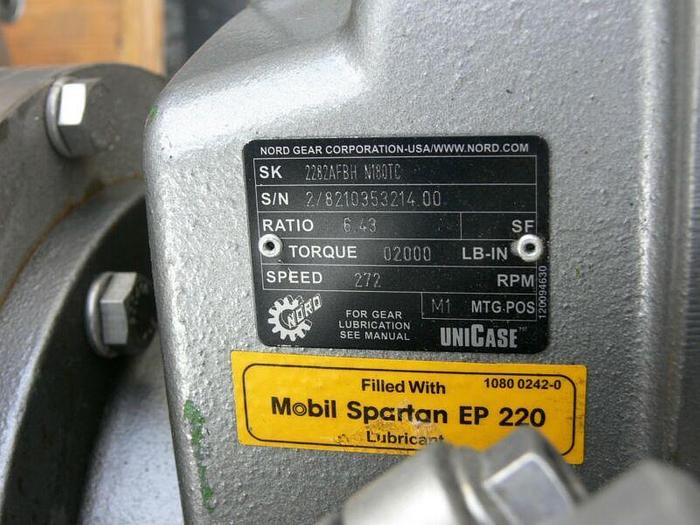 NORD GEAR CORPORATION-USA/WWW.NORD.COM
SK 2282AFBH N180TC
S/N 2/8210353214.00
RATIO 6.43 SF
TORQUE 02000 LB-IN
SPEED 272 RPM
M1 MTG-POS
120094630
NORD
FOR GEAR
LUBRICATION
SEE MANUAL
UNICASE™
Filled With 1080 0242-0
Mobil Spartan EP 220
Lubricant